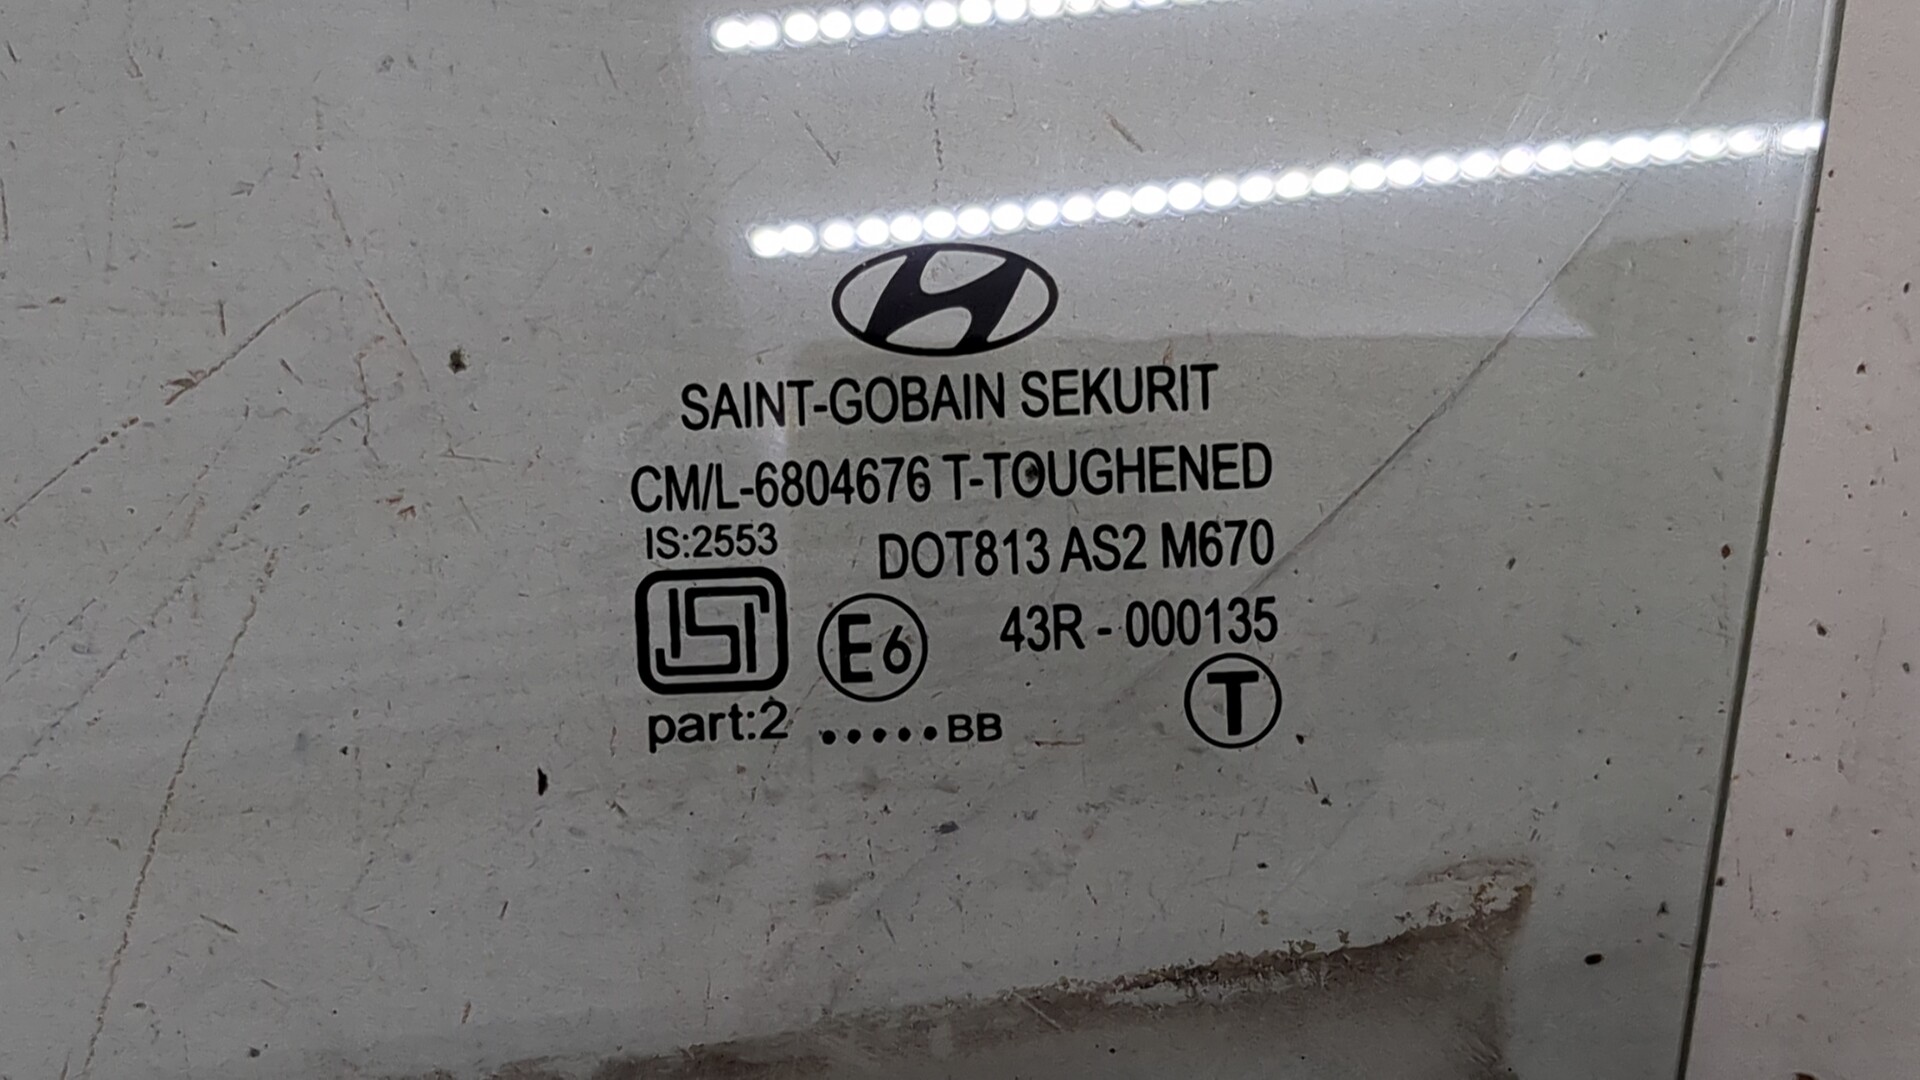 SAINT-GOBAIN SEKURIT
CM/L-6804676 T-TOUGHENED
IS:2553
DOT813 AS2 M670
ISI
E6
43R - 000135
part:2
.....BB
T